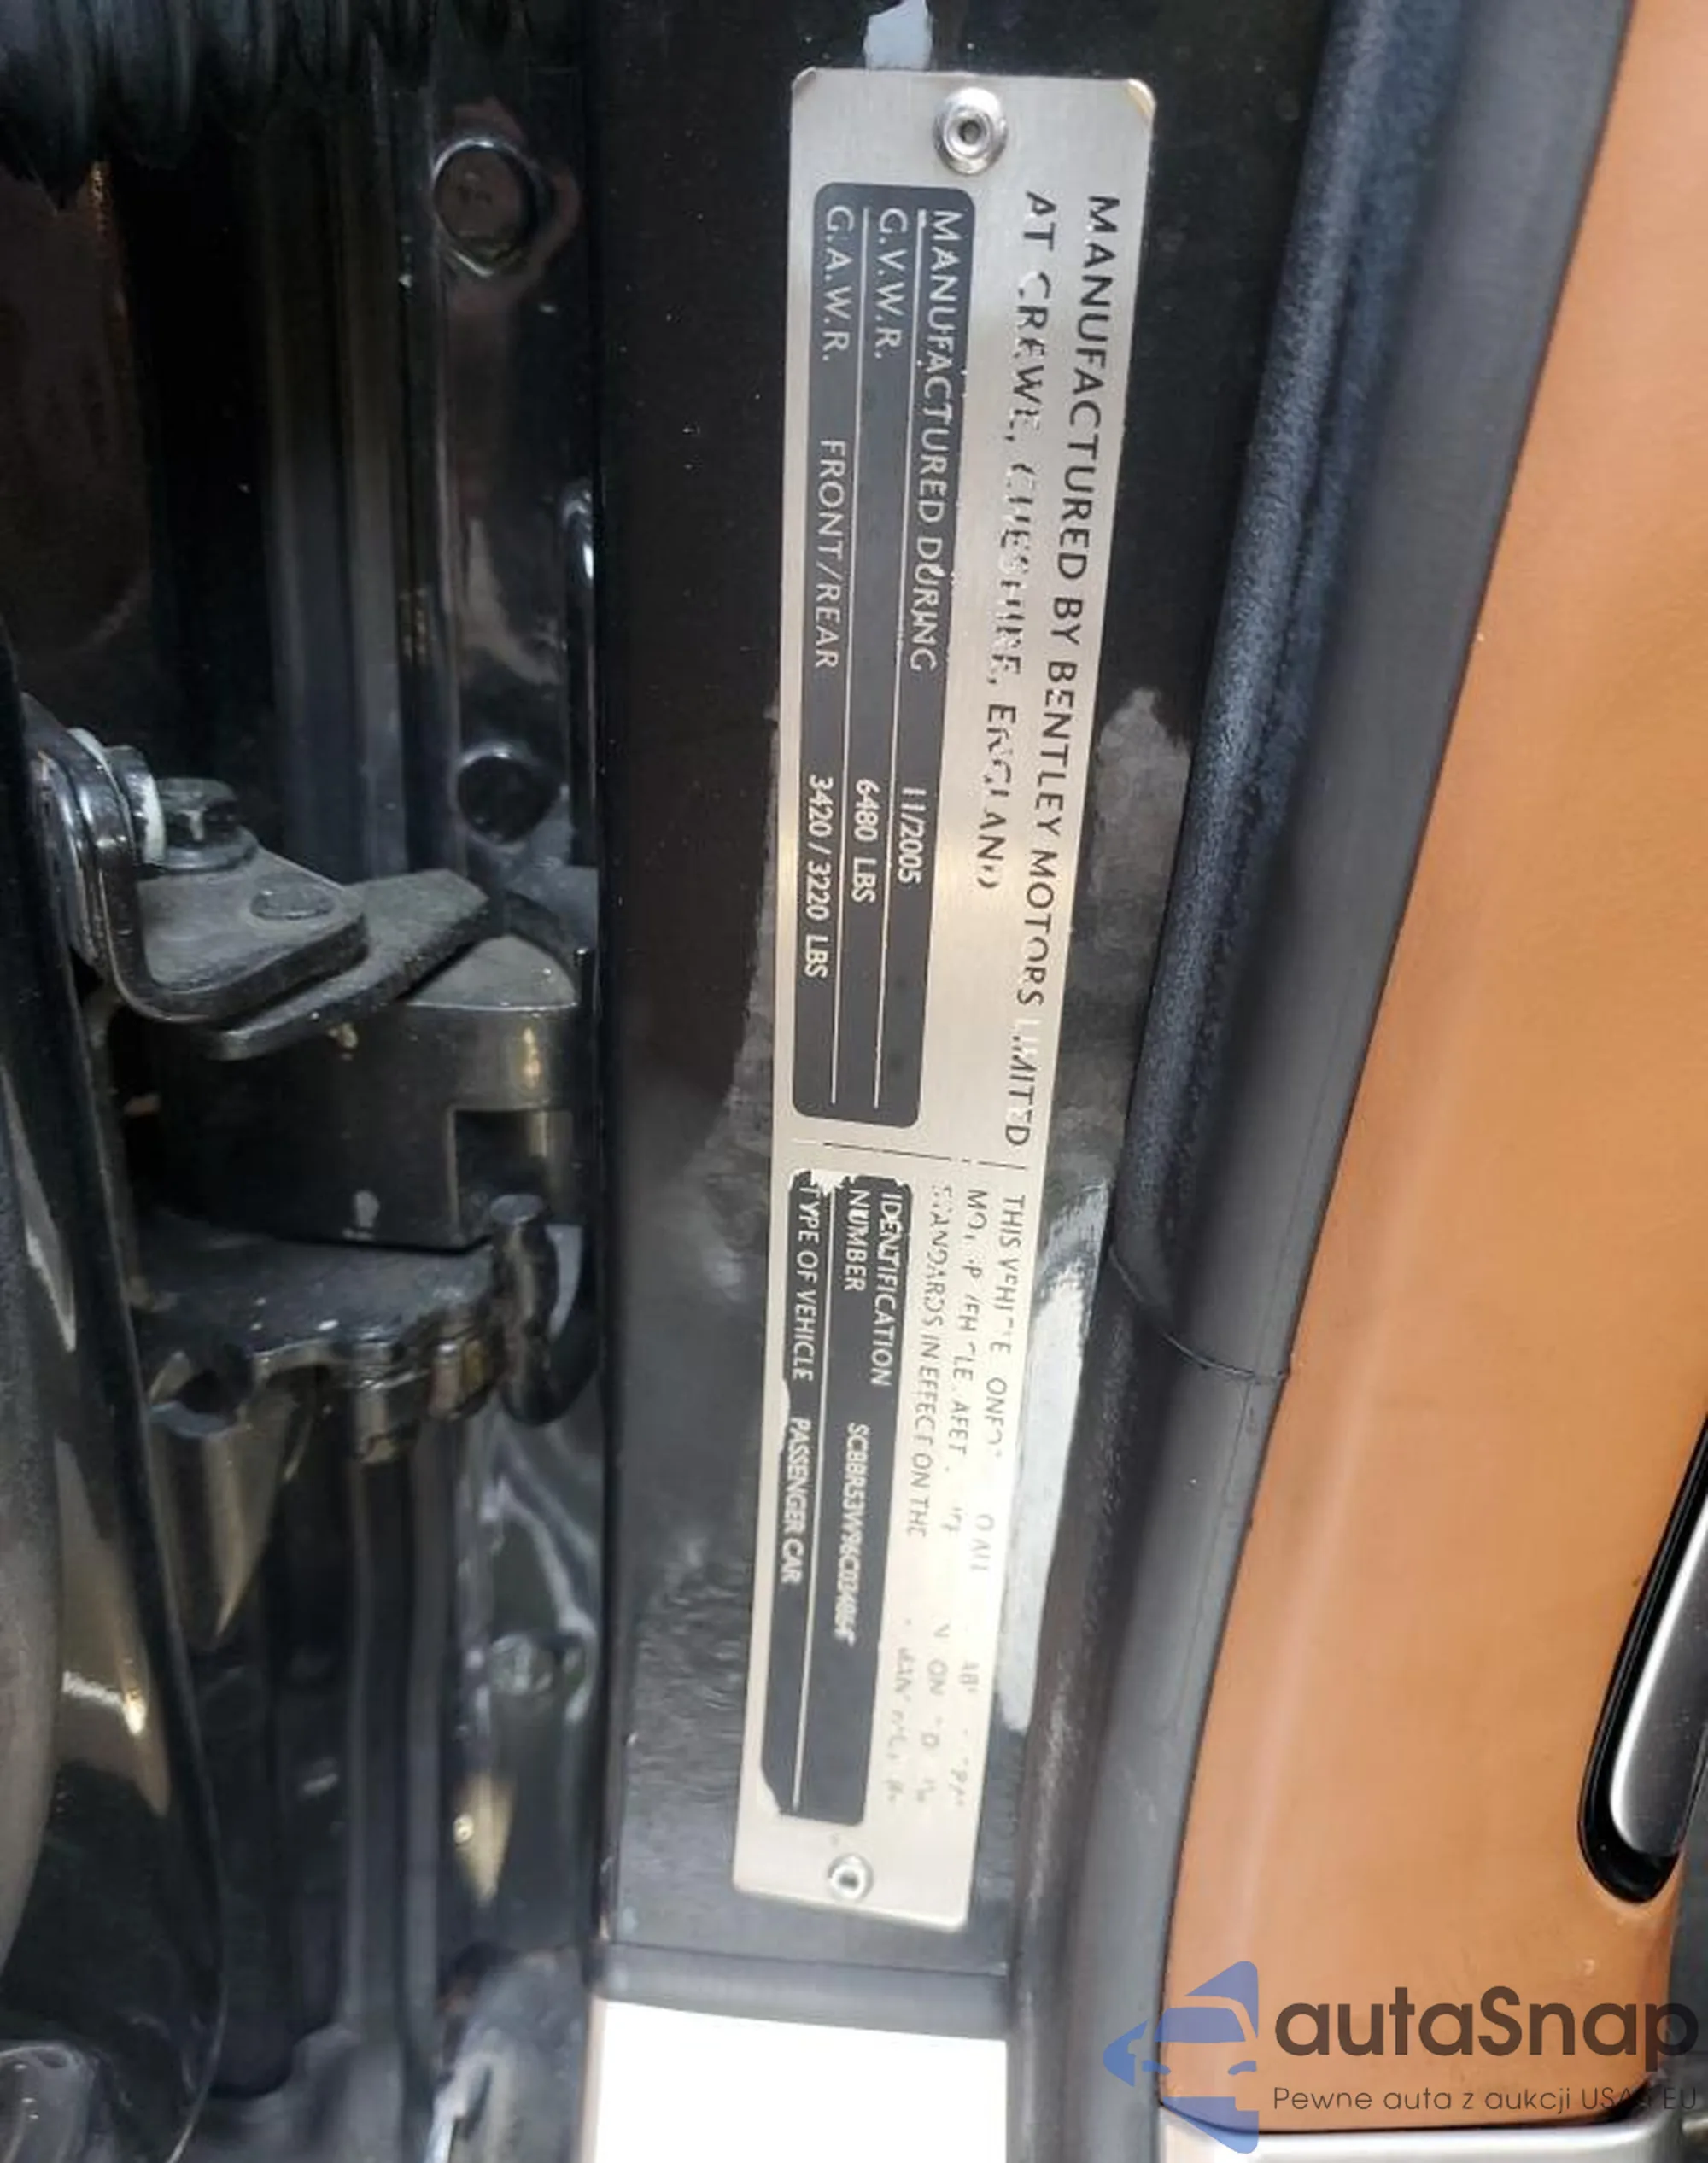 MANUFACTURED BY BENTLEY MOTORS LIMITED
AT CREWE, CHESHIRE, ENGLAND
MANUFACTURED DURING 11/2005
G.V.W.R. 6480 LBS
G.A.W.R. FRONT/REAR 3420 / 3220 LBS
THIS VEHICLE
STANDARDS IN EFFECT ON THE
IDENTIFICATION
NUMBER
TYPE OF VEHICLE PASSENGER CAR
autaSnap
Pewne auta z aukcji USA EU